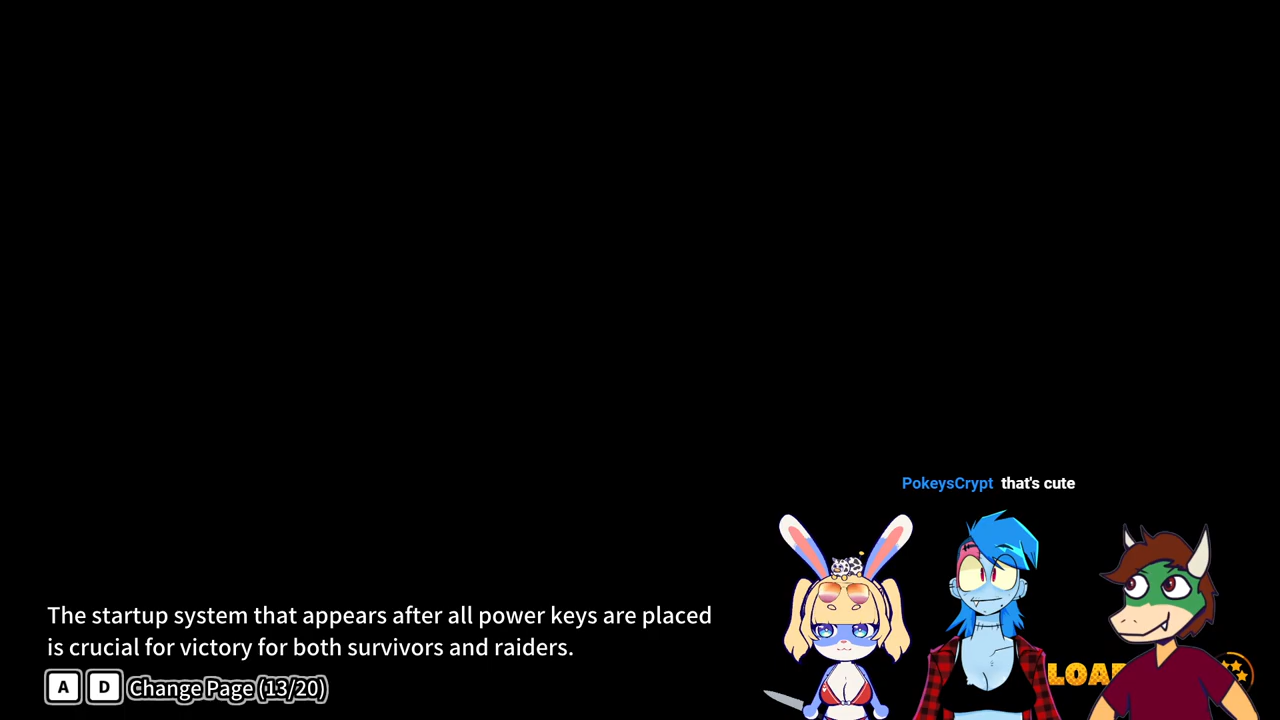 PokeysCrypt that's cute
The startup system that appears after all power keys are placed
is crucial for victory for both survivors and raiders.
A D Change Page (13/20)
LOA